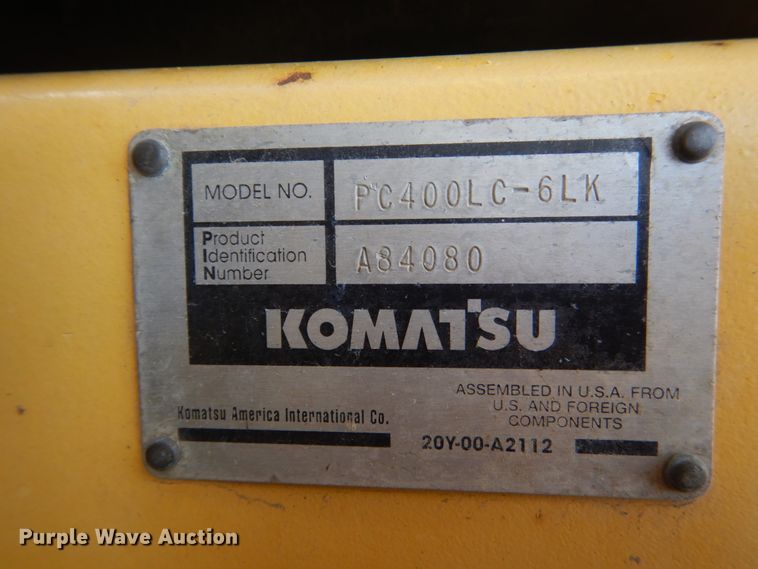 MODEL NO. PC400LC-6LK
Product
Identification
Number A84080
KOMATSU
ASSEMBLED IN U.S.A. FROM
U.S. AND FOREIGN
COMPONENTS
Komatsu America International Co.
20Y-00-A2112
Purple Wave Auction